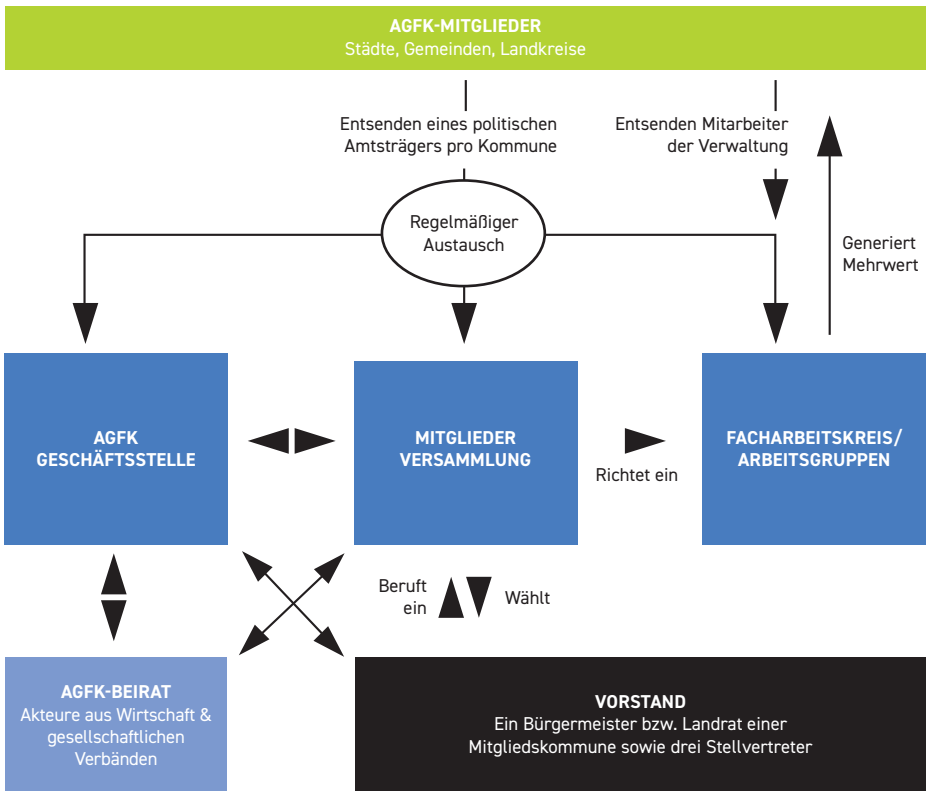 AGFK-MITGLIEDER
Städte, Gemeinden, Landkreise
Entsenden eines politischen
Amtsträgers pro Kommune
Entsenden Mitarbeiter
der Verwaltung
Regelmäßiger
Austausch
Generiert
Mehrwert
AGFK
GESCHÄFTSSTELLE
MITGLIEDER
VERSAMMLUNG
Richtet ein
FACHARBEITSKREIS/
ARBEITSGRUPPEN
Beruft
ein
Wählt
AGFK-BEIRAT
Akteure aus Wirtschaft &
gesellschaftlichen
Verbänden
VORSTAND
Ein Bürgermeister bzw. Landrat einer
Mitgliedskommune sowie drei Stellvertreter